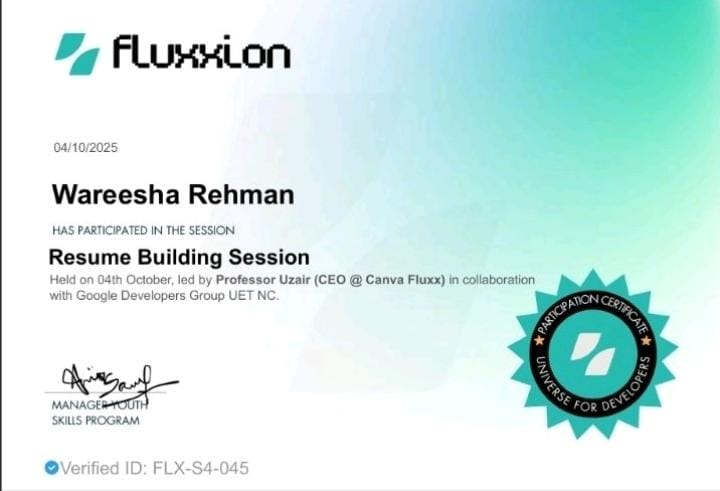 fluxxion
04/10/2025
Wareesha Rehman
HAS PARTICIPATED IN THE SESSION
Resume Building Session
Held on 04th October, led by Professor Uzair (CEO @ Canva Fluxx) in collaboration
with Google Developers Group UET NC.
PARTICIPATION CERTIFICATE
UNIVERSE FOR DEVELOPERS
MANAGER YOUTH
SKILLS PROGRAM
Verified ID: FLX-S4-045